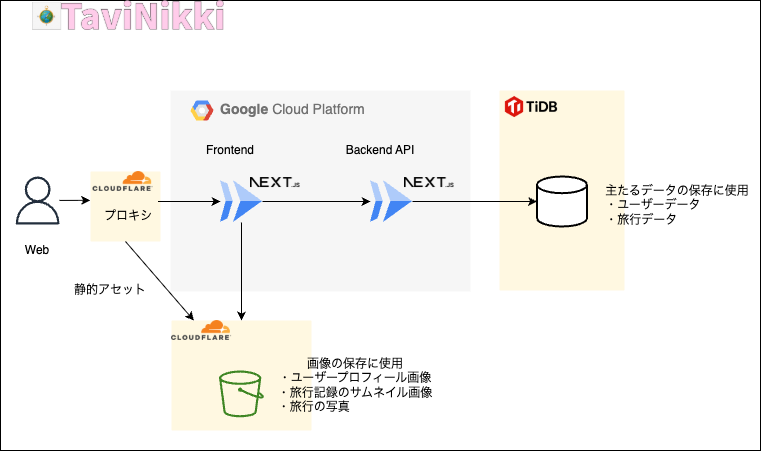 TaviNikki
Google Cloud Platform
TiDB
Frontend
Backend API
NEXT.JS
NEXT.JS
CLOUDFLARE
プロキシ
主たるデータの保存に使用
・ユーザーデータ
・旅行データ
Web
静的アセット
CLOUDFLARE
画像の保存に使用
・ユーザープロフィール画像
・旅行記録のサムネイル画像
・旅行の写真